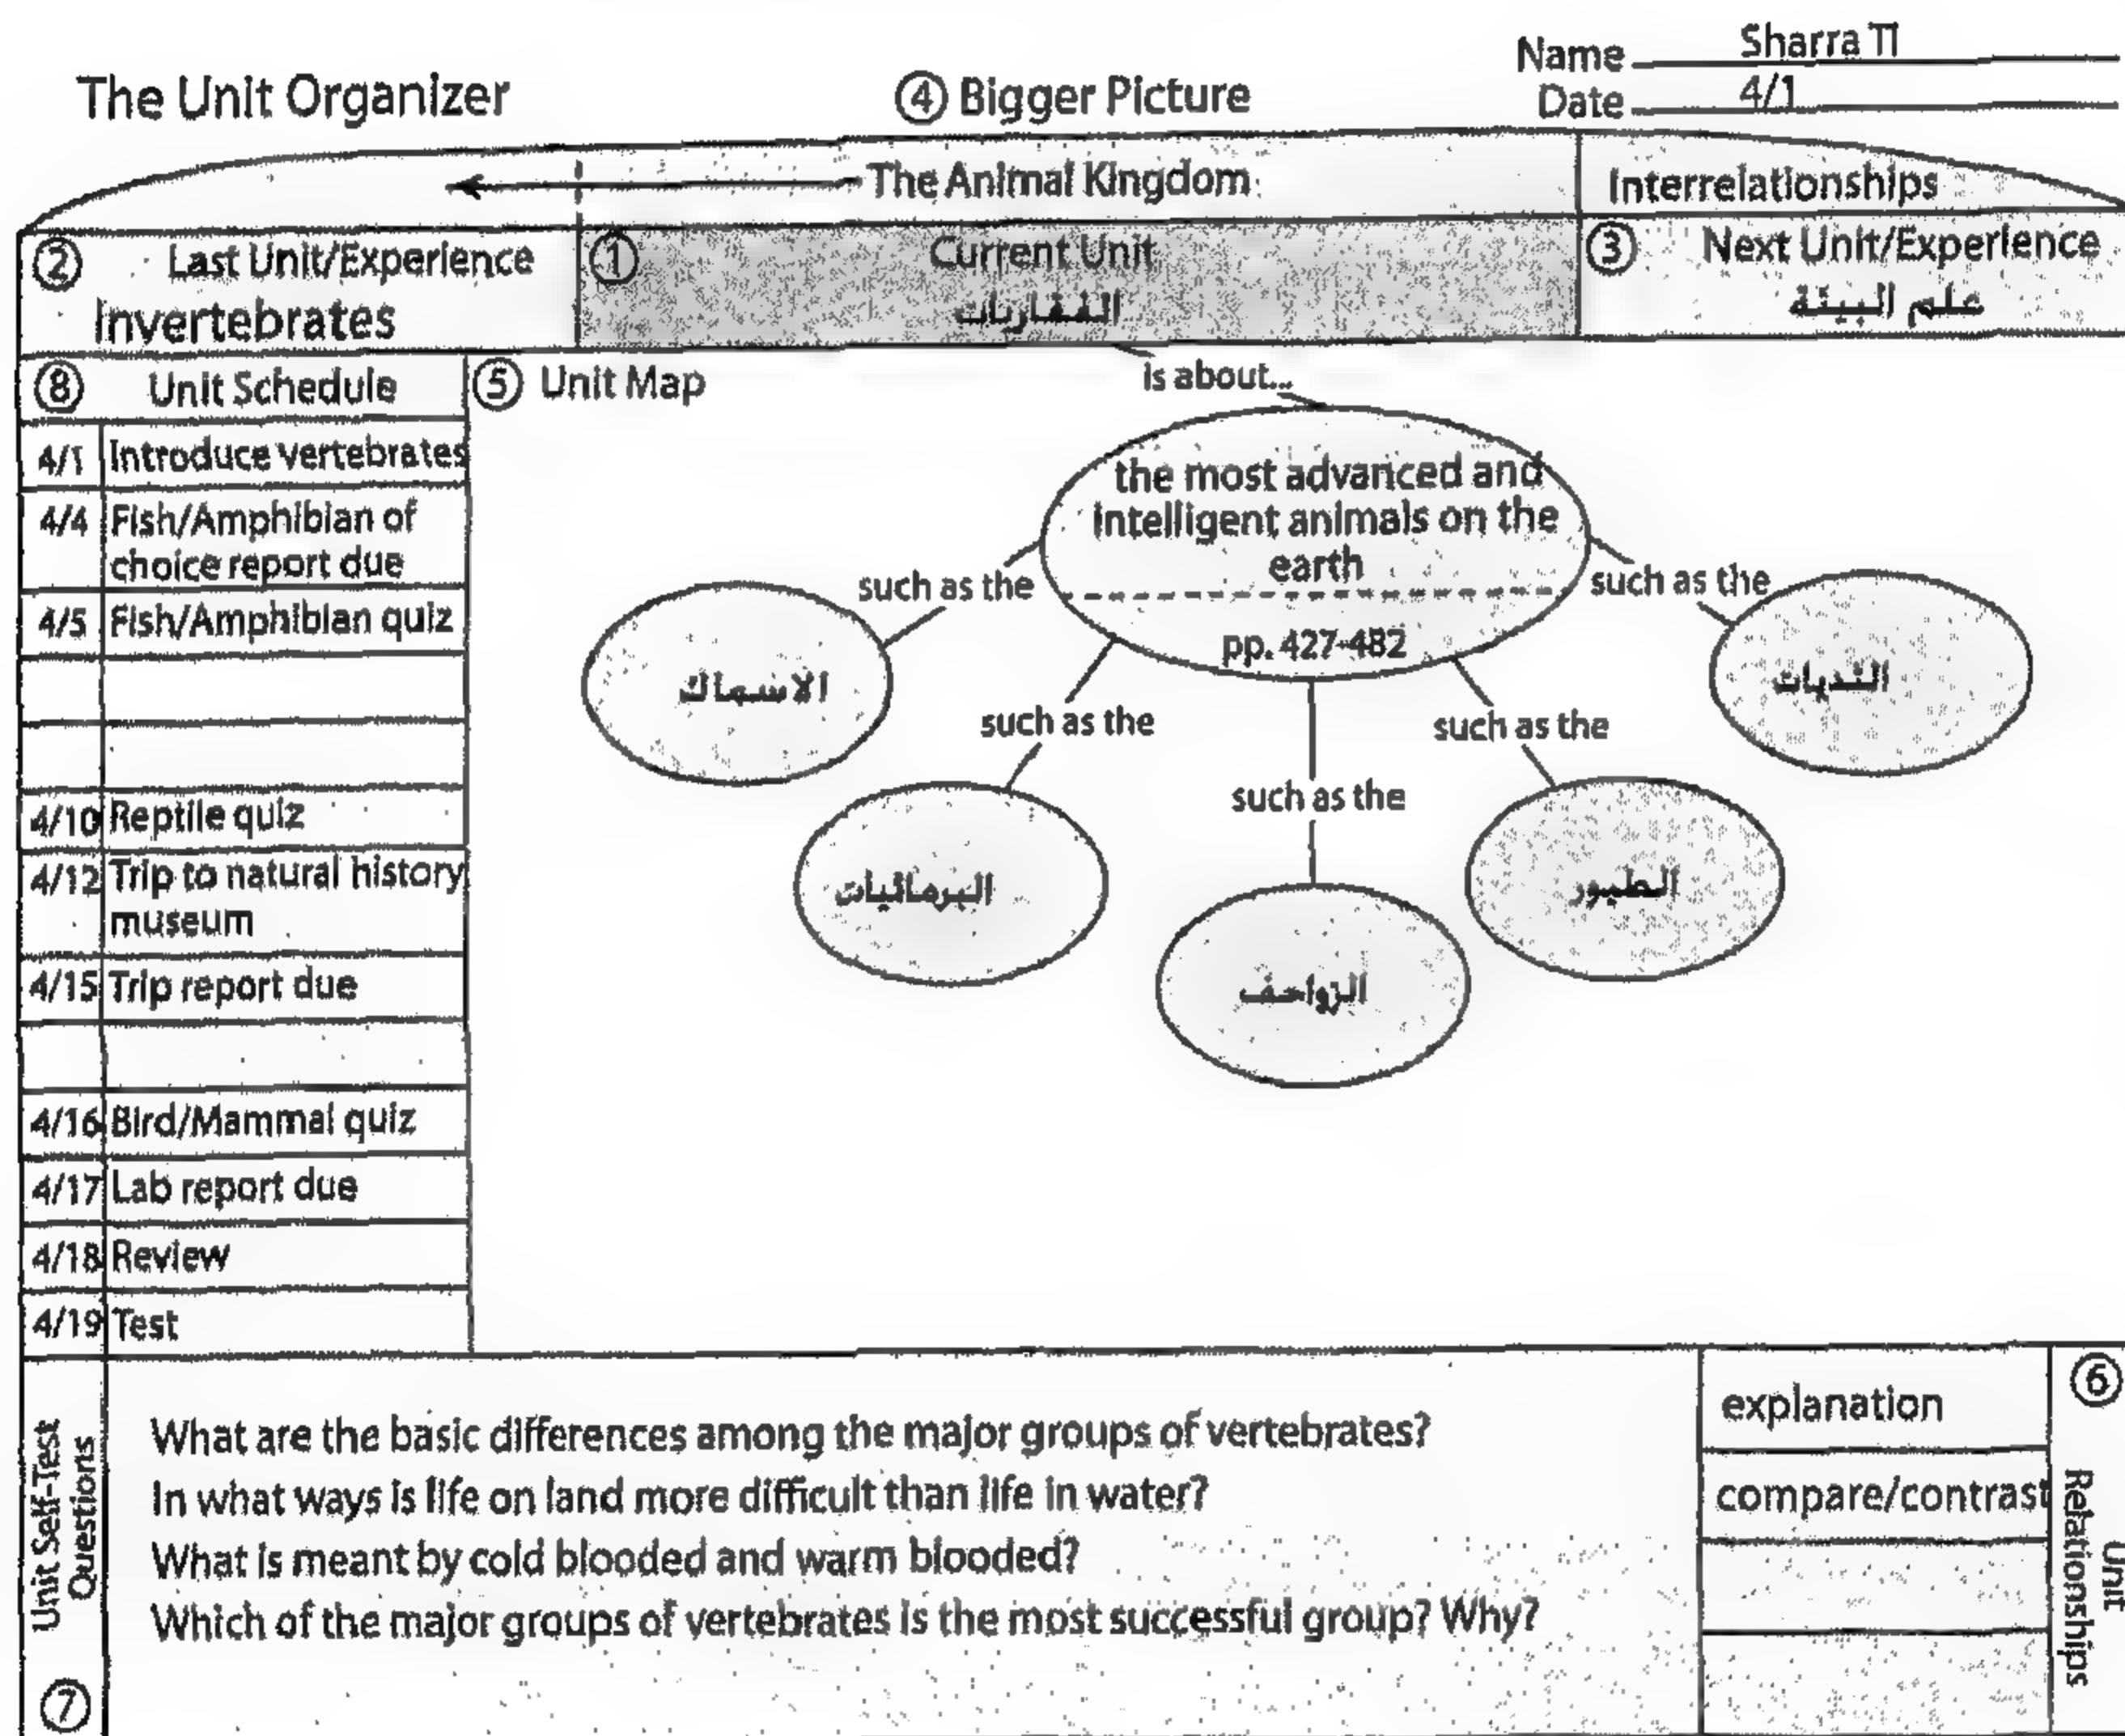 Name Sharra TI
The Unit Organizer
④ Bigger Picture
Date 4/1
The Animal Kingdom
Interrelationships
② Last Unit/Experience
Invertebrates
① Current Unit
الفقاريات
③ Next Unit/Experience
علم البيئة
⑧ Unit Schedule
4/1 Introduce vertebrates
4/4 Fish/Amphibian of
choice report due
4/5 Fish/Amphibian quiz
4/10 Reptile quiz
4/12 Trip to natural history
museum
4/15 Trip report due
4/16 Bird/Mammal quiz
4/17 Lab report due
4/18 Review
4/19 Test
⑤ Unit Map
is about...
the most advanced and
intelligent animals on the
earth
pp. 427-482
such as the
الاسماك
such as the
البرمائيات
such as the
الزواحف
such as the
الطيور
such as the
الثديات
⑦ Unit Self-Test
Questions
What are the basic differences among the major groups of vertebrates?
In what ways is life on land more difficult than life in water?
What is meant by cold blooded and warm blooded?
Which of the major groups of vertebrates is the most successful group? Why?
explanation
compare/contrast
⑥ Unit
Relationships